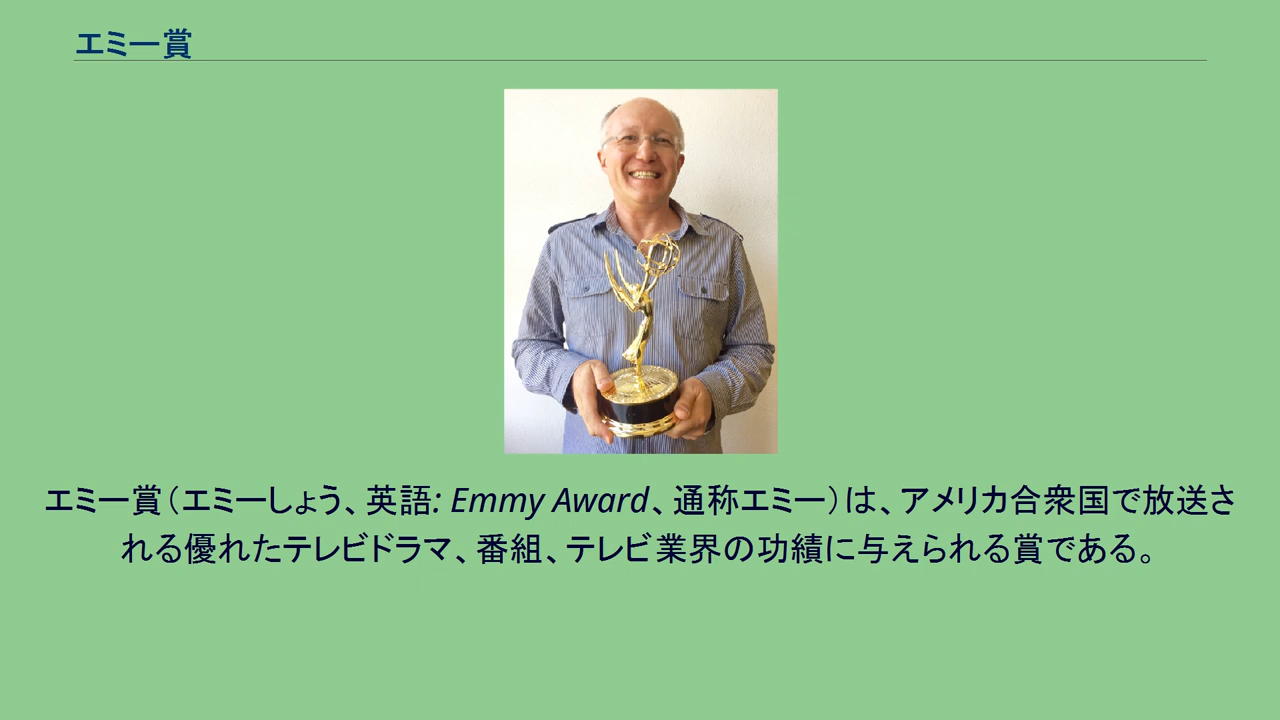 エミー賞
エミー賞（エミーしょう、英語: Emmy Award、通称エミー）は、アメリカ合衆国で放送さ
れる優れたテレビドラマ、番組、テレビ業界の功績に与えられる賞である。